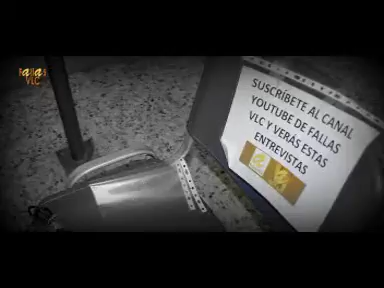 Fallas
VLC
SUSCRÍBETE AL CANAL
YOUTUBE DE FALLAS
VLC Y VERÁS ESTAS
ENTREVISTAS